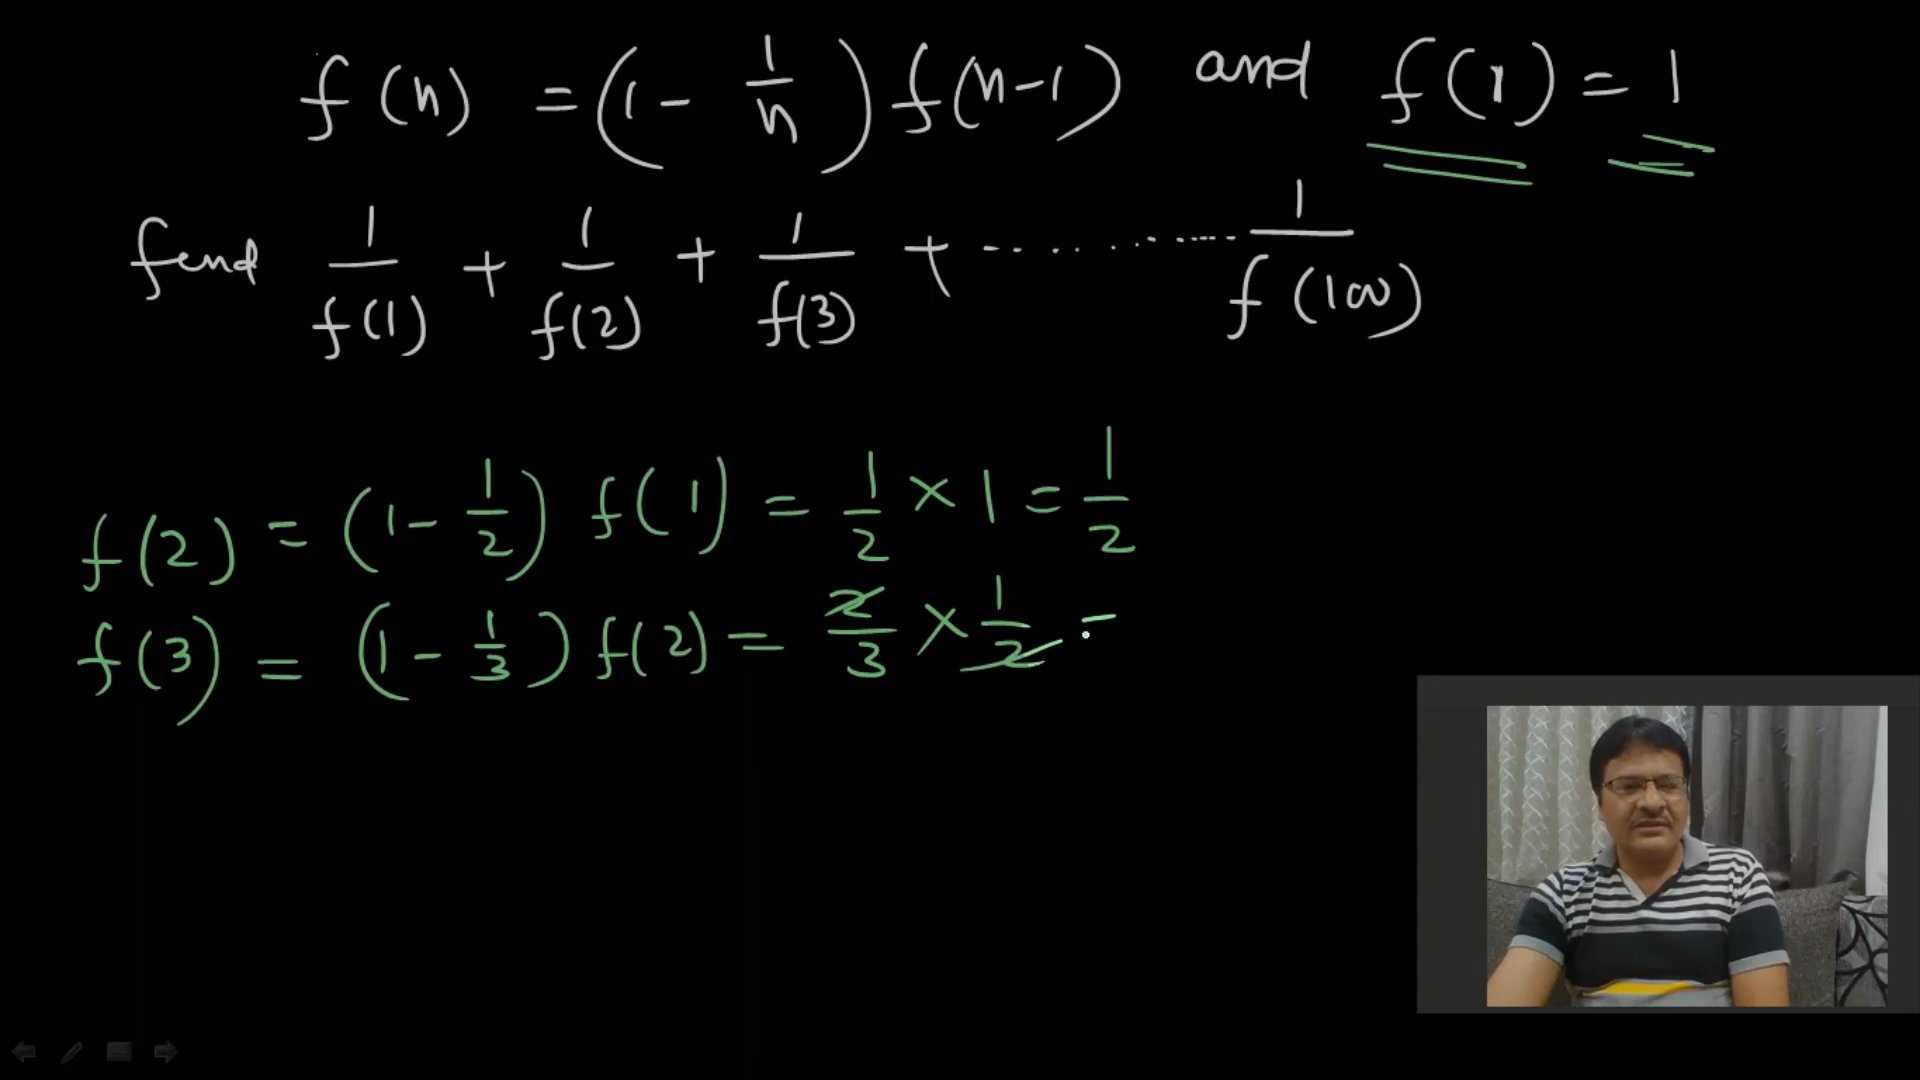 f(n) = (1 - 1/n) f(n-1) and f(1) = 1
fend 1/f(1) + 1/f(2) + 1/f(3) + ............ 1/f(100)
f(2) = (1 - 1/2) f(1) = 1/2 × 1 = 1/2
f(3) = (1 - 1/3) f(2) = 2/3 × 1/2 =